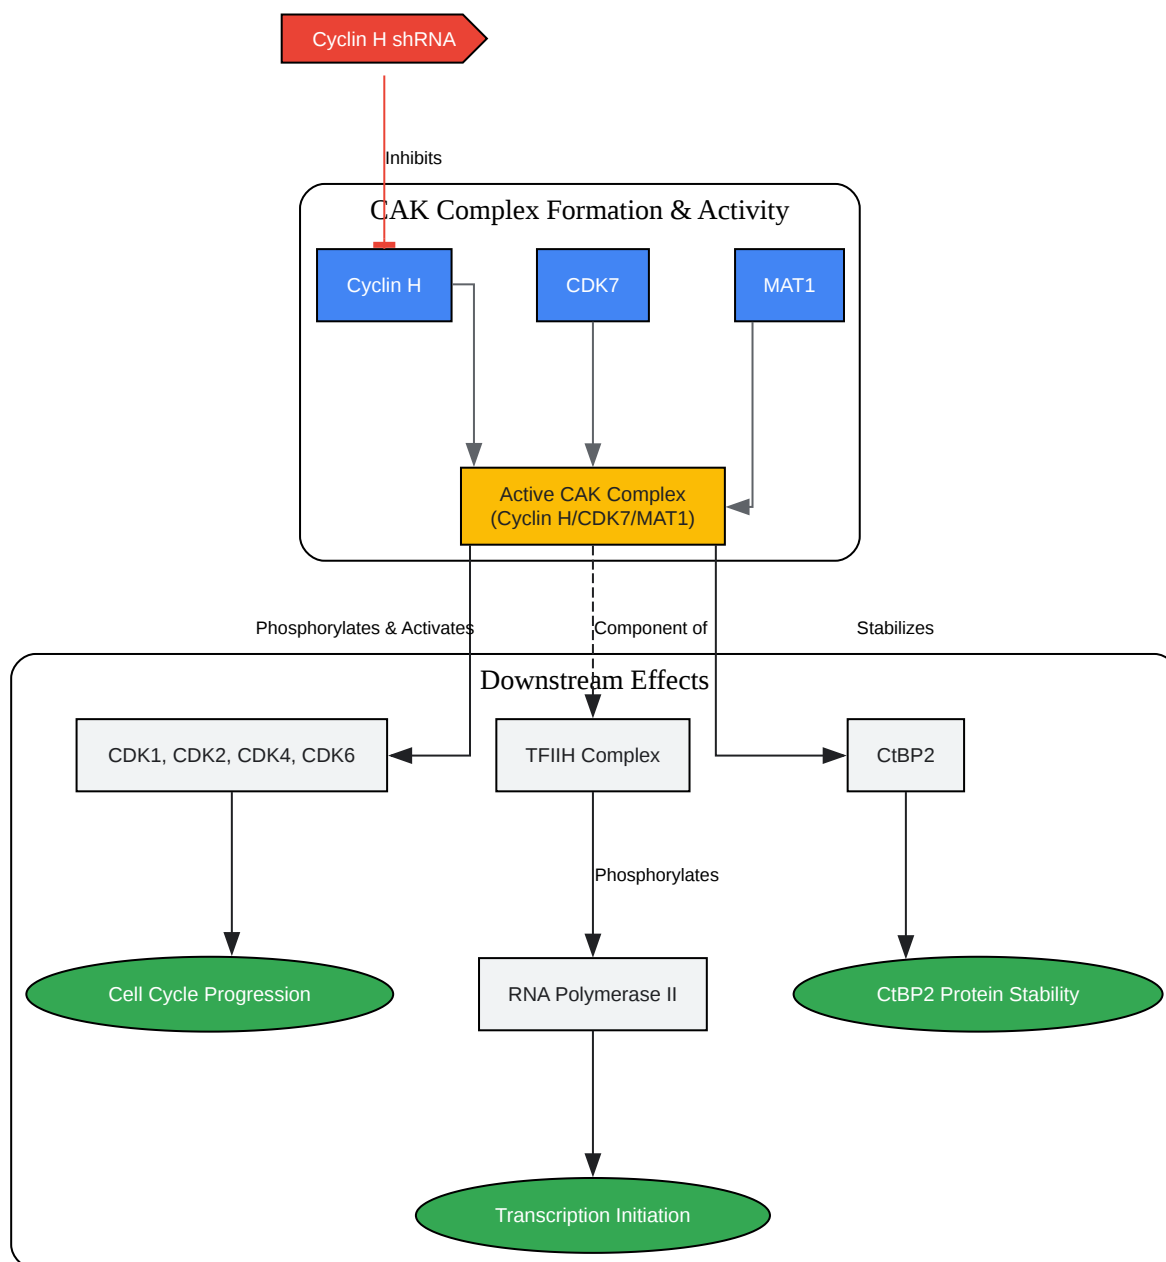 Cyclin H shRNA
Inhibits
CAK Complex Formation & Activity
Cyclin H
CDK7
MAT1
Active CAK Complex
(Cyclin H/CDK7/MAT1)
Phosphorylates & Activates
Component of
Stabilizes
Downstream Effects
CDK1, CDK2, CDK4, CDK6
TFIIH Complex
CtBP2
Phosphorylates
Cell Cycle Progression
RNA Polymerase II
CtBP2 Protein Stability
Transcription Initiation